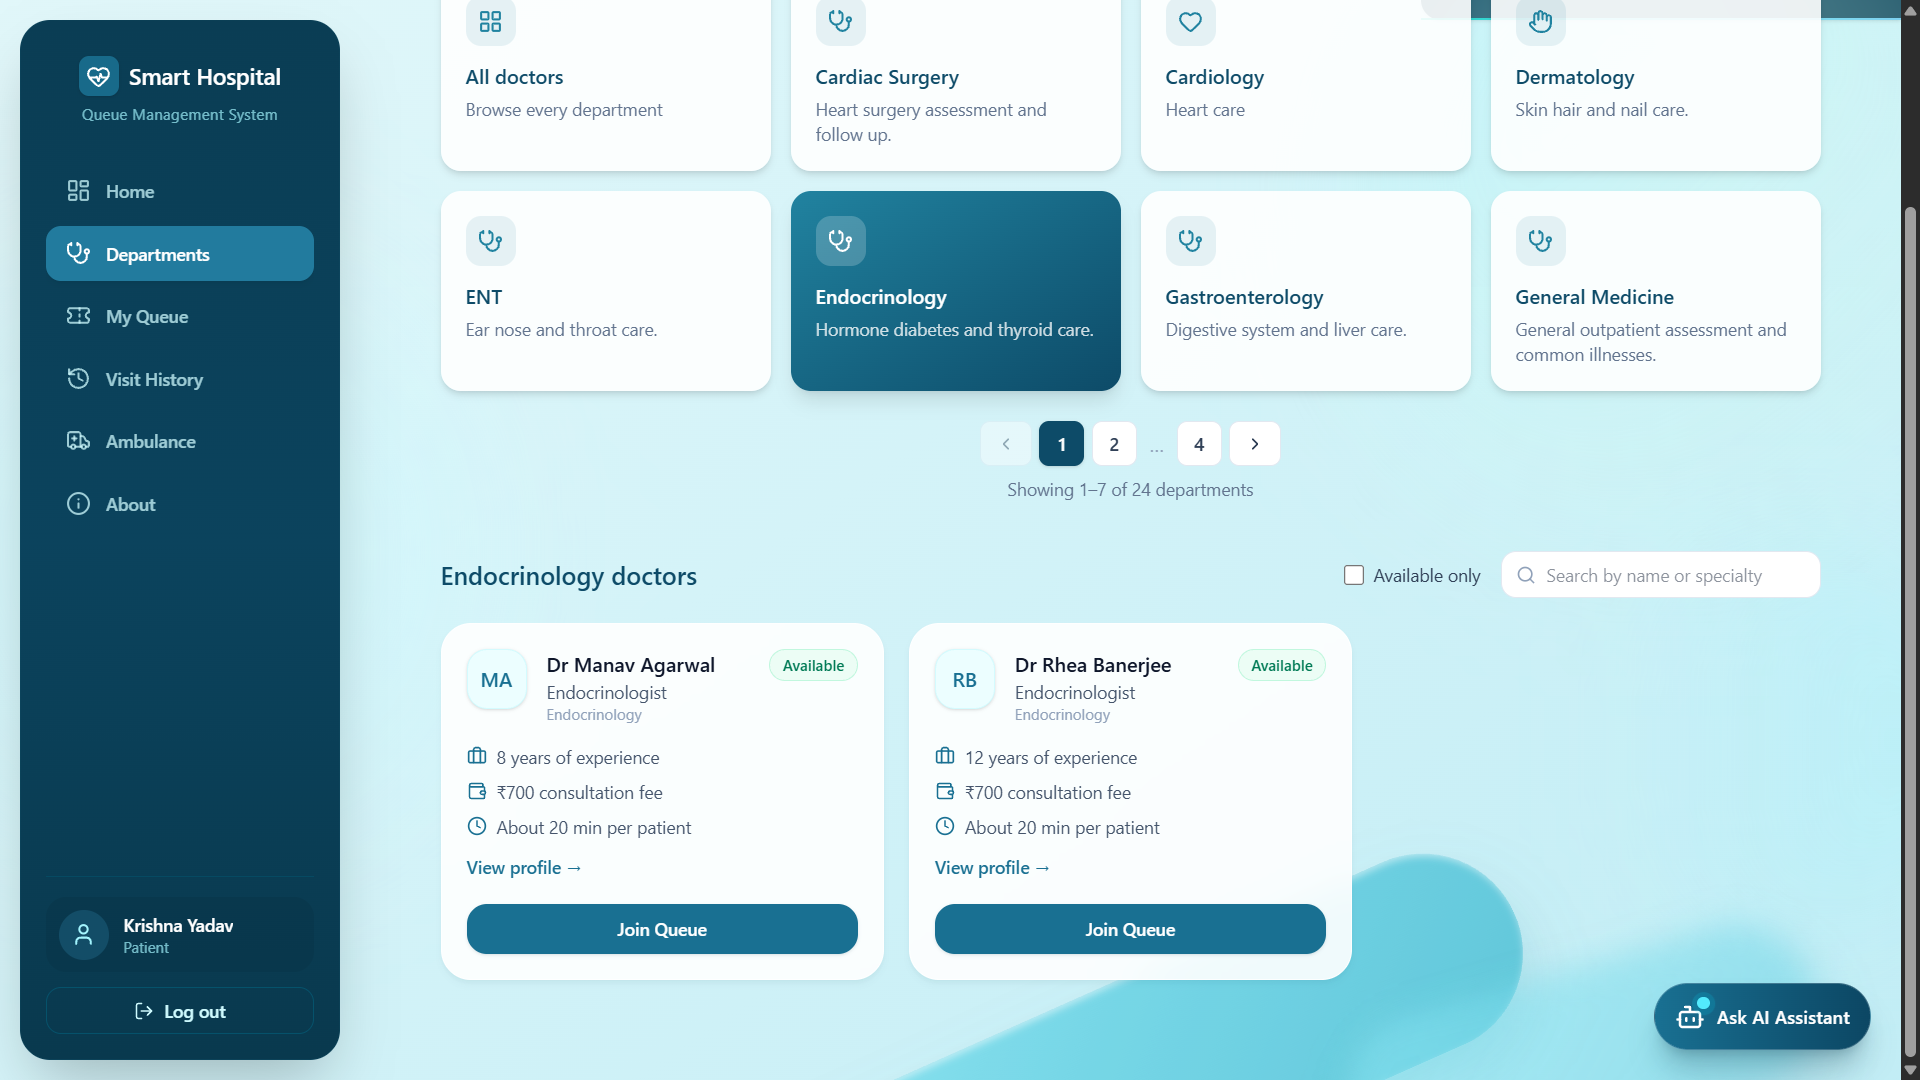 Smart Hospital
Queue Management System
Home
Departments
My Queue
Visit History
Ambulance
About
Krishna Yadav
Patient
Log out
All doctors
Browse every department
Cardiac Surgery
Heart surgery assessment and
follow up.
Cardiology
Heart care
Dermatology
Skin hair and nail care.
ENT
Ear nose and throat care.
Endocrinology
Hormone diabetes and thyroid care.
Gastroenterology
Digestive system and liver care.
General Medicine
General outpatient assessment and
common illnesses.
1 2 ... 4
Showing 1–7 of 24 departments
Endocrinology doctors
Available only
Search by name or specialty
MA
Dr Manav Agarwal
Available
Endocrinologist
Endocrinology
8 years of experience
₹700 consultation fee
About 20 min per patient
View profile →
Join Queue
RB
Dr Rhea Banerjee
Available
Endocrinologist
Endocrinology
12 years of experience
₹700 consultation fee
About 20 min per patient
View profile →
Join Queue
Ask AI Assistant